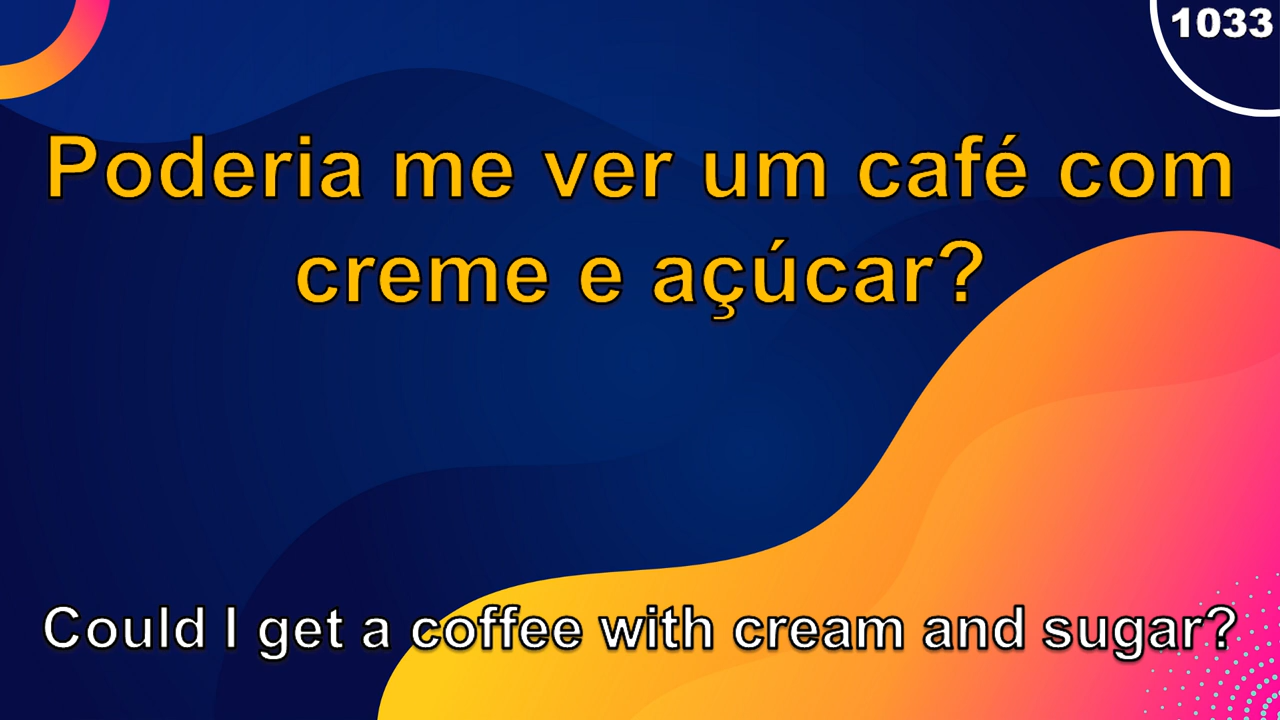 1033
Poderia me ver um café com
creme e açúcar?
Could I get a coffee with cream and sugar?